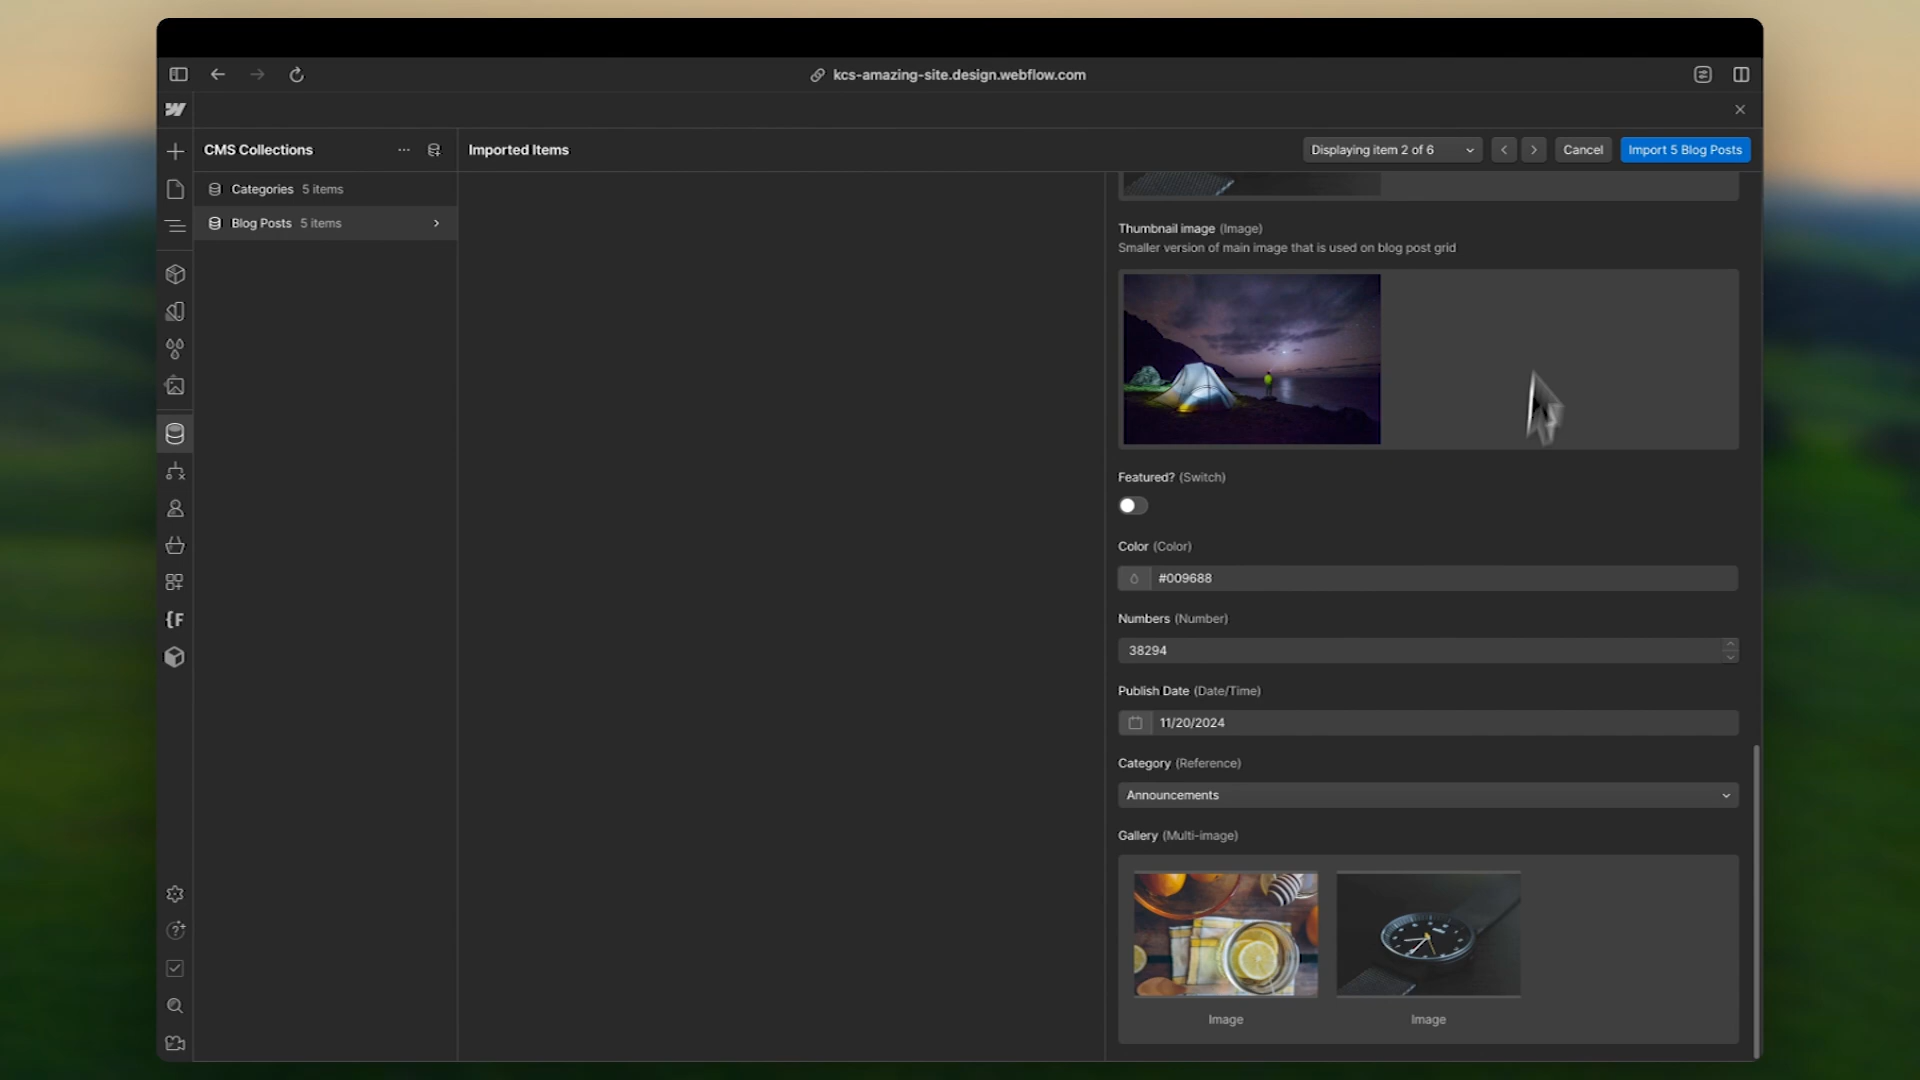 kcs-amazing-site.design.webflow.com
CMS Collections
Imported Items
Displaying item 2 of 6
Cancel
Import 5 Blog Posts
Categories 5 items
Blog Posts 5 items
Thumbnail image (Image)
Smaller version of main image that is used on blog post grid
Featured? (Switch)
Color (Color)
#009688
Numbers (Number)
38294
Publish Date (Date/Time)
11/20/2024
Category (Reference)
Announcements
Gallery (Multi-image)
Image
Image